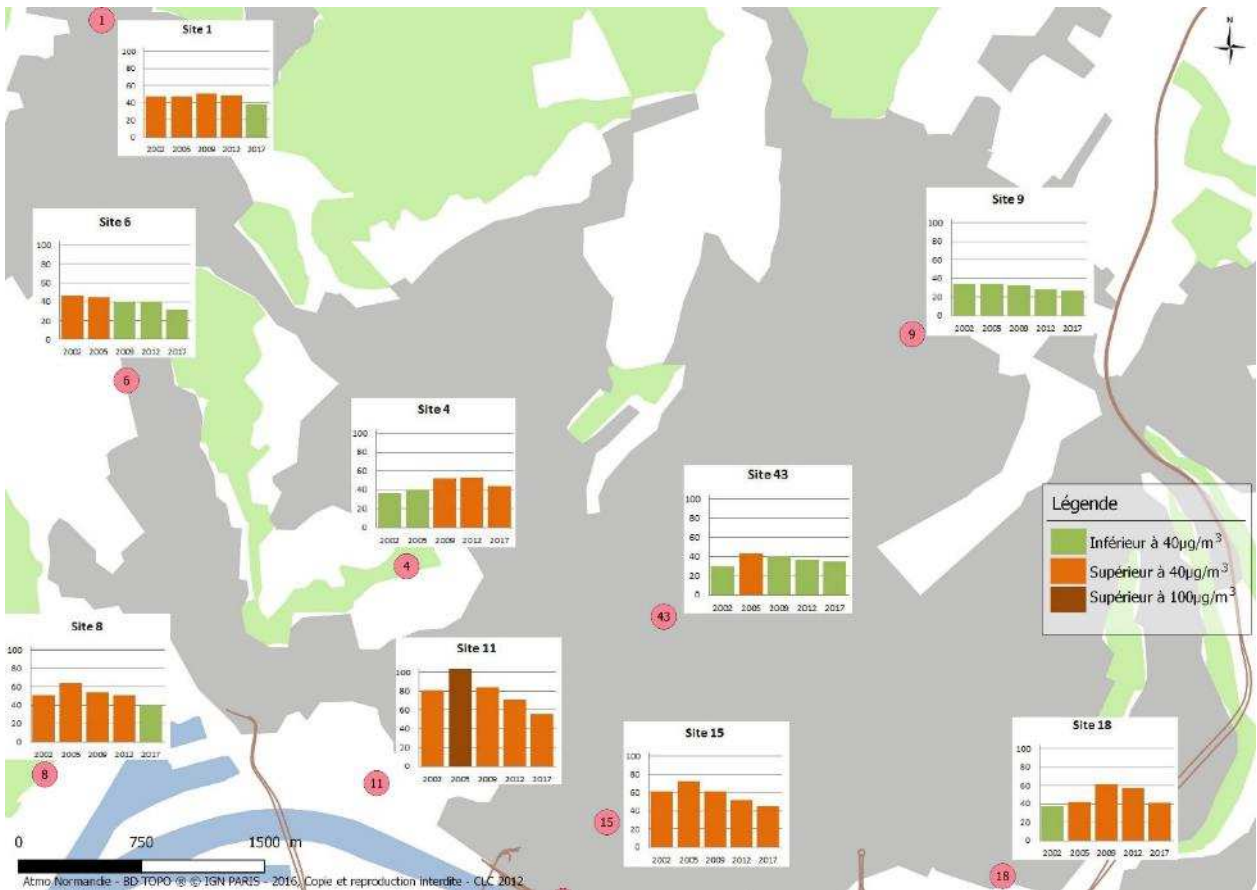 N
1
Site 1
100
80
60
40
20
0
2002 2005 2009 2012 2017
Site 6
100
80
60
40
20
0
2002 2005 2009 2012 2017
6
Site 9
100
80
60
40
20
0
2002 2005 2009 2012 2017
9
Site 4
100
80
60
40
20
0
2002 2005 2009 2012 2017
4
Site 43
100
80
60
40
20
0
2002 2005 2009 2012 2017
43
Légende
Inférieur à 40µg/m³
Supérieur à 40µg/m³
Supérieur à 100µg/m³
Site 8
100
80
60
40
20
0
2002 2005 2009 2012 2017
8
Site 11
100
80
60
40
20
0
2002 2005 2009 2012 2017
11
Site 15
100
80
60
40
20
0
2002 2005 2009 2012 2017
15
Site 18
100
80
60
40
20
0
2002 2005 2009 2012 2017
18
0 750 1500 m
Atmo Normandie - BD TOPO ® © IGN PARIS - 2016, Copie et reproduction interdite - CLC 2012